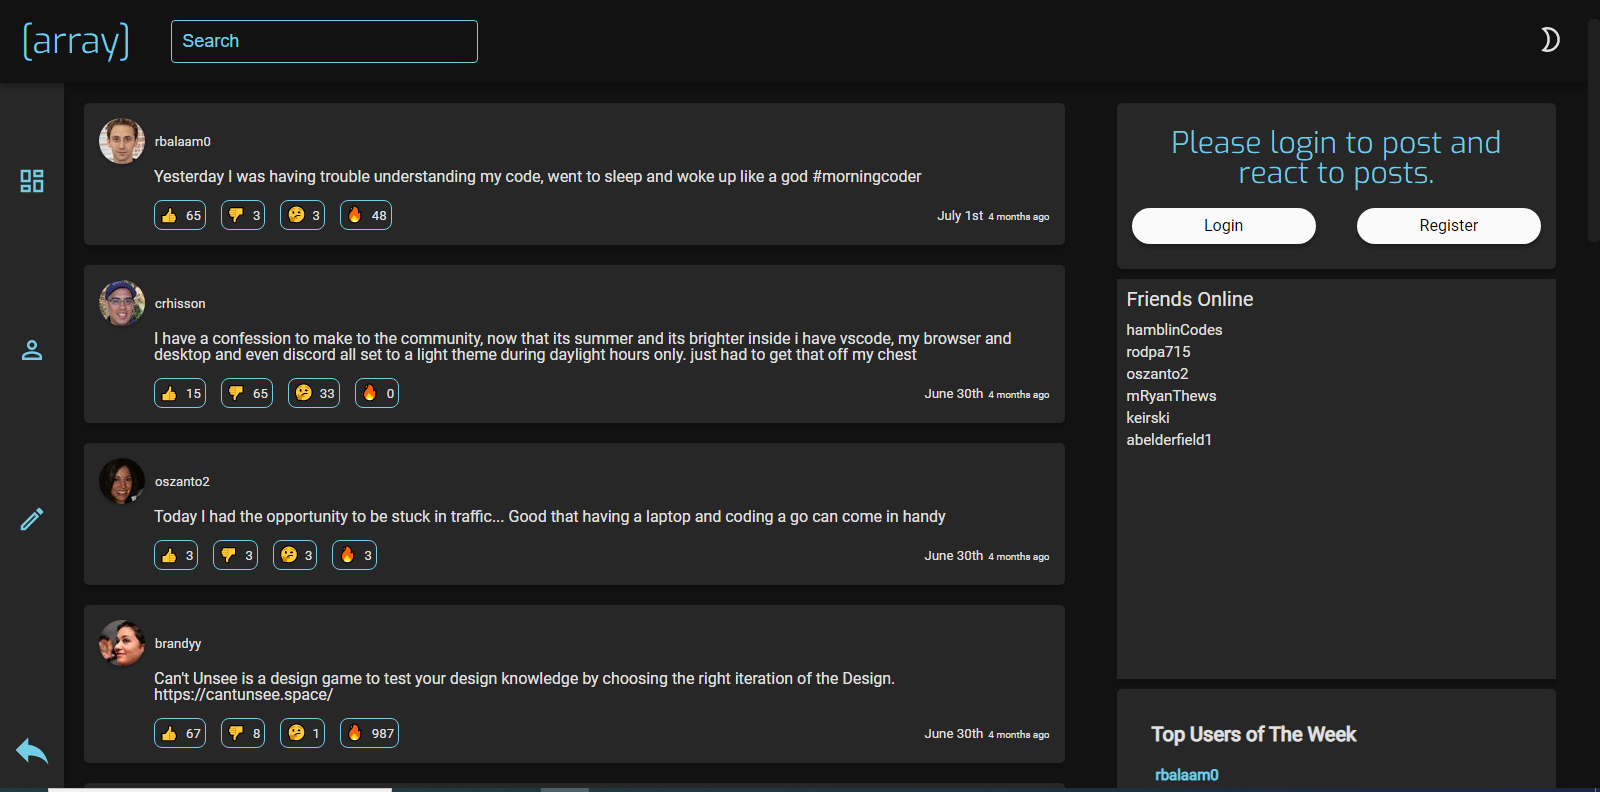 [array]
Search
rbalaam0
Yesterday I was having trouble understanding my code, went to sleep and woke up like a god #morningcoder
65 3 3 48
July 1st 4 months ago
crhisson
I have a confession to make to the community, now that its summer and its brighter inside i have vscode, my browser and
desktop and even discord all set to a light theme during daylight hours only. just had to get that off my chest
15 65 33 0
June 30th 4 months ago
oszanto2
Today I had the opportunity to be stuck in traffic... Good that having a laptop and coding a go can come in handy
3 3 3 3
June 30th 4 months ago
brandyy
Can't Unsee is a design game to test your design knowledge by choosing the right iteration of the Design.
https://cantunsee.space/
67 8 1 987
June 30th 4 months ago
Please login to post and
react to posts.
Login
Register
Friends Online
hamblinCodes
rodpa715
oszanto2
mRyanThews
keirski
abelderfield1
Top Users of The Week
rbalaam0